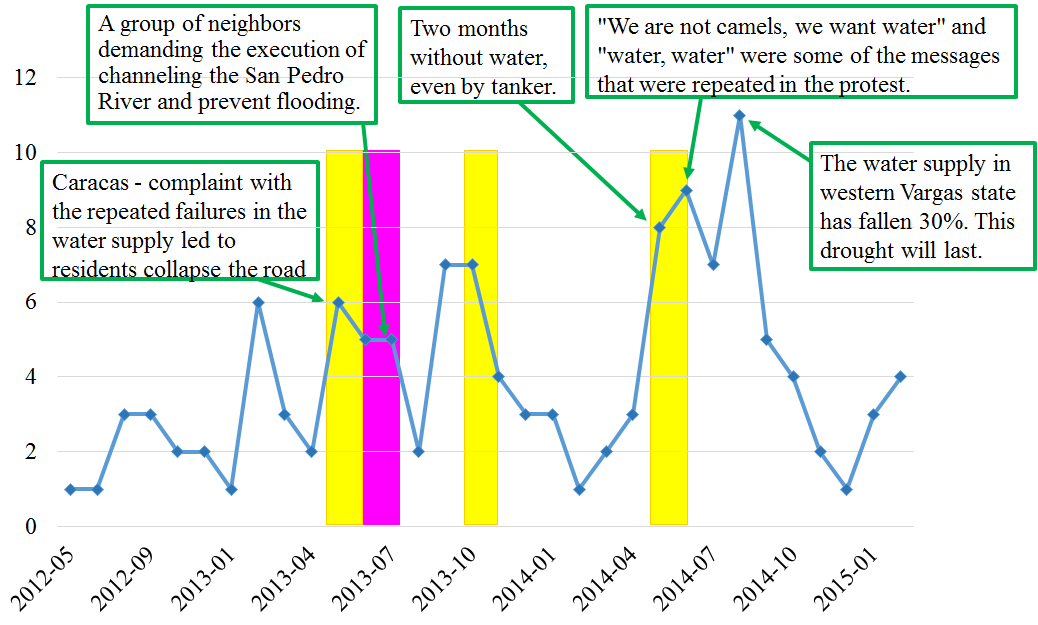 A group of neighbors
demanding the execution of
channeling the San Pedro
River and prevent flooding.
Two months
without water,
even by tanker.
"We are not camels, we want water" and
"water, water" were some of the messages
that were repeated in the protest.
Caracas - complaint with
the repeated failures in the
water supply led to
residents collapse the road
The water supply in
western Vargas state
has fallen 30%. This
drought will last.
12
10
8
6
4
2
0
2012-05
2012-09
2013-01
2013-04
2013-07
2013-10
2014-01
2014-04
2014-07
2014-10
2015-01